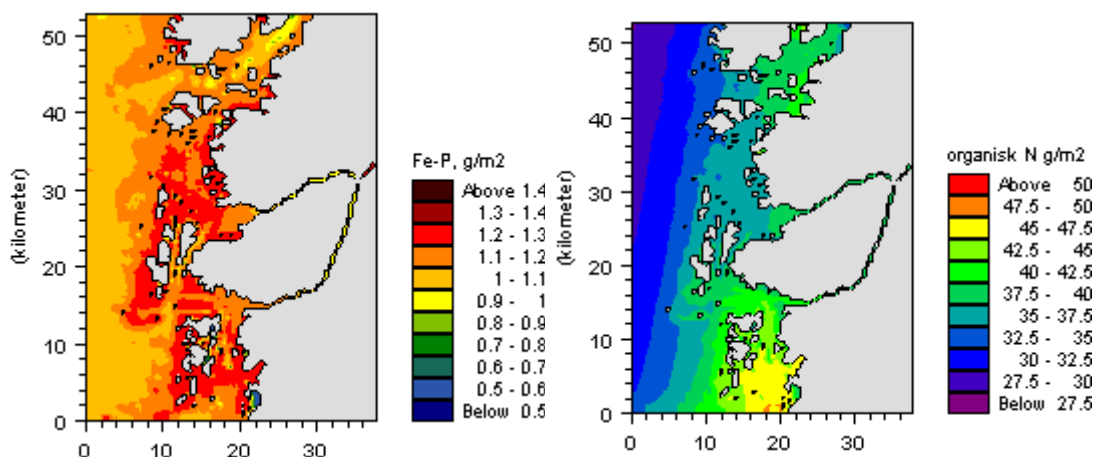 50
40
30
20
10
0
(kilometer)
0 10 20 30
Fe-P, g/m2
Above 1.4
1.3 - 1.4
1.2 - 1.3
1.1 - 1.2
1 - 1.1
0.9 - 1
0.8 - 0.9
0.7 - 0.8
0.6 - 0.7
0.5 - 0.6
Below 0.5
50
40
30
20
10
0
(kilometer)
0 10 20 30
organisk N g/m2
Above 50
47.5 - 50
45 - 47.5
42.5 - 45
40 - 42.5
37.5 - 40
35 - 37.5
32.5 - 35
30 - 32.5
27.5 - 30
Below 27.5